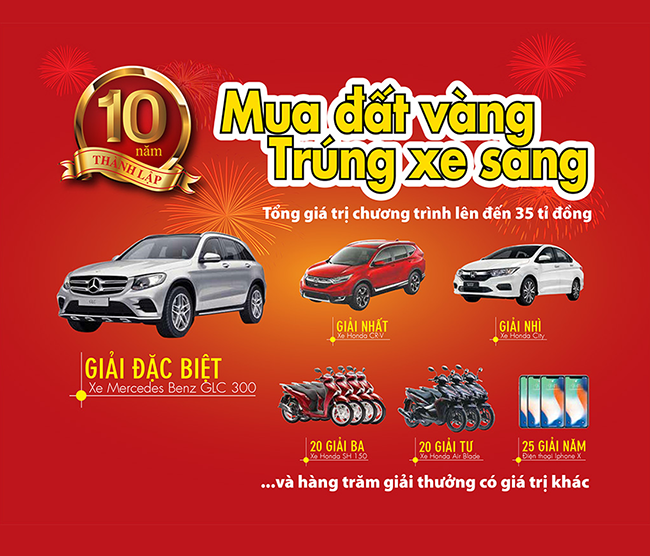 10
năm
THÀNH LẬP
Mua đất vàng
Trúng xe sang
Tổng giá trị chương trình lên đến 35 tỉ đồng
GLC
GIẢI ĐẶC BIỆT
Xe Mercedes Benz GLC 300
GIẢI NHẤT
Xe Honda CR-V
GIẢI NHÌ
Xe Honda City
20 GIẢI BA
Xe Honda SH 150
20 GIẢI TƯ
Xe Honda Air Blade
25 GIẢI NĂM
Điện thoại Iphone X
...và hàng trăm giải thưởng có giá trị khác